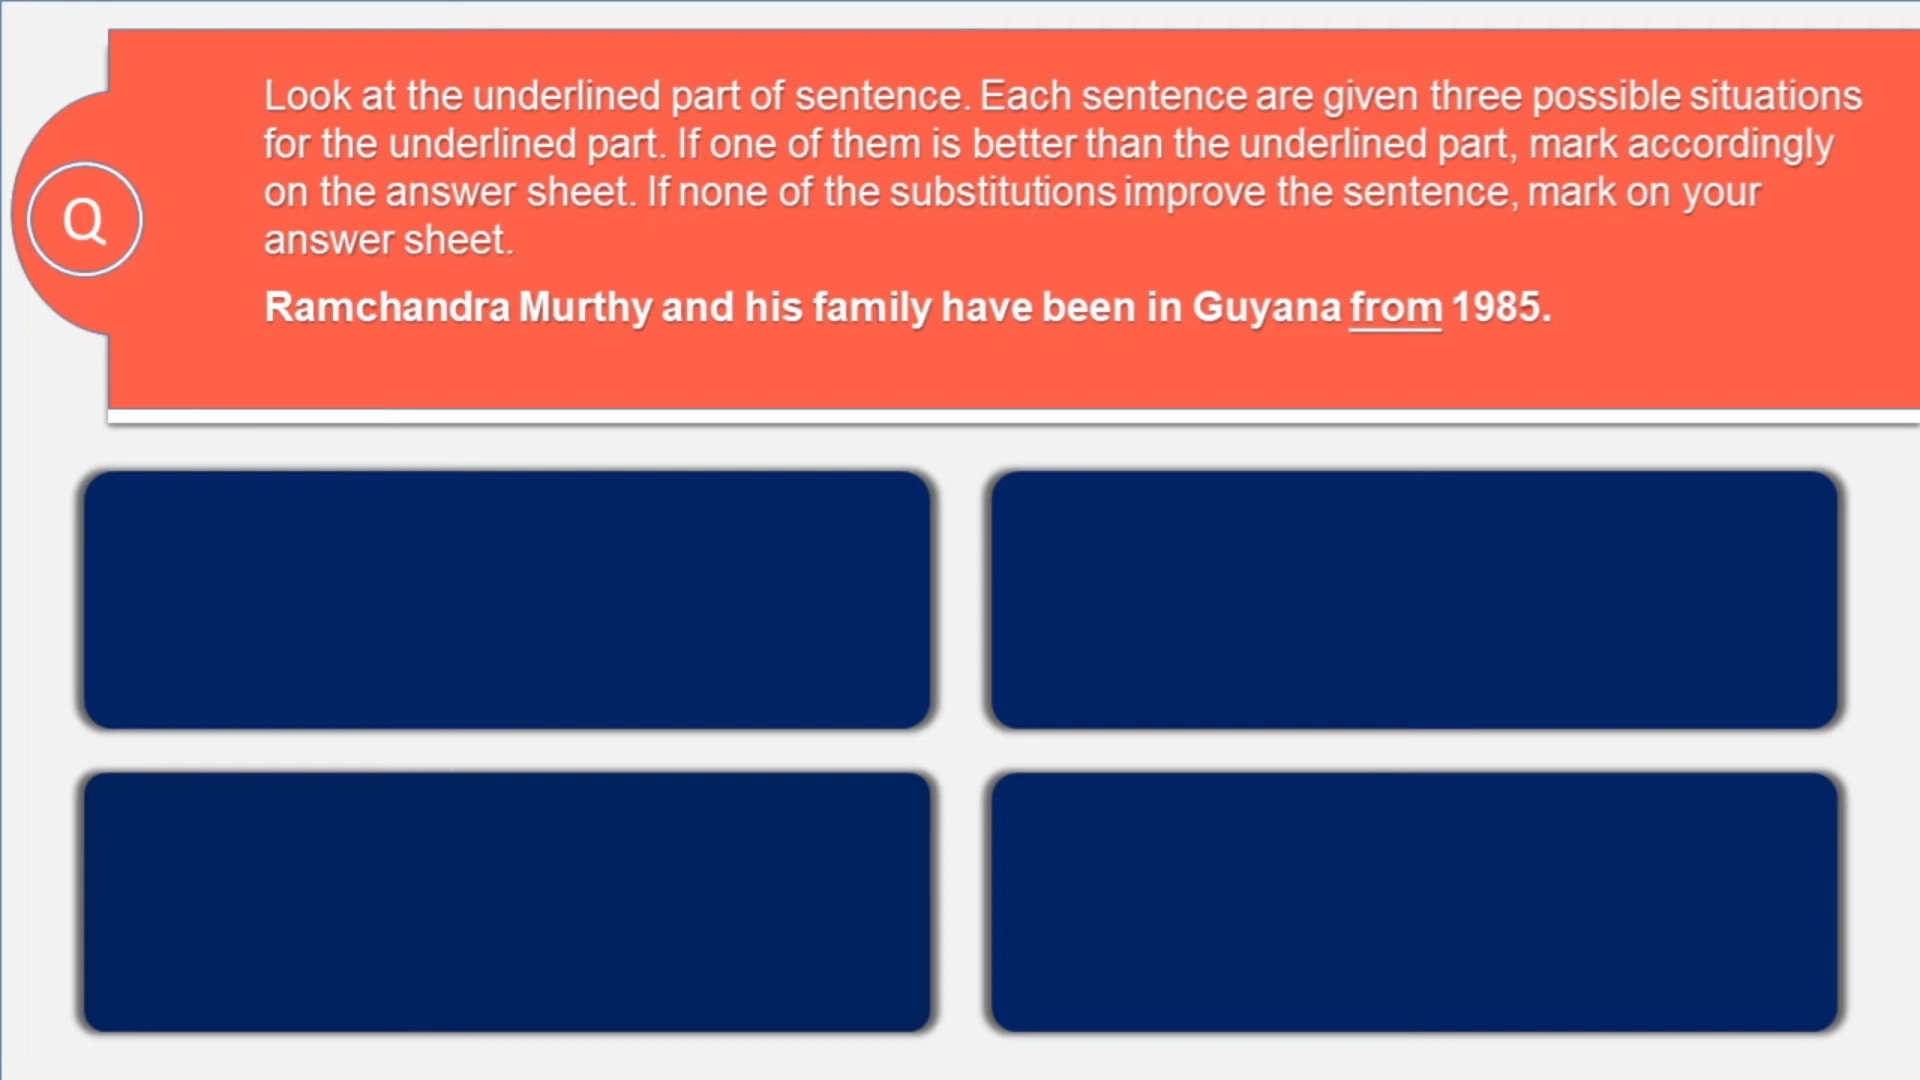 Q
Look at the underlined part of sentence. Each sentence are given three possible situations
for the underlined part. If one of them is better than the underlined part, mark accordingly
on the answer sheet. If none of the substitutions improve the sentence, mark on your
answer sheet.
Ramchandra Murthy and his family have been in Guyana from 1985.